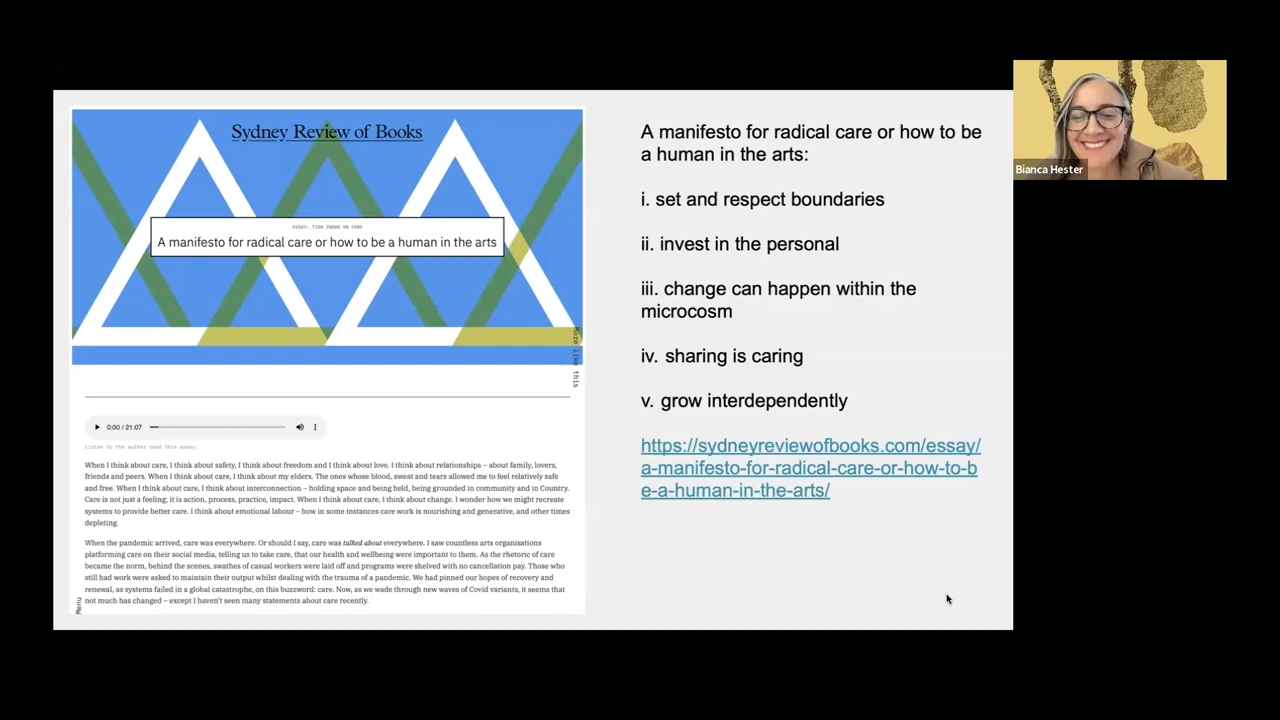 Sydney Review of Books
ESSAY: TIAN ZHANG ON CARE
A manifesto for radical care or how to be a human in the arts
More like this
0:00 / 21:07
Listen to the author read this essay.
When I think about care, I think about safety, I think about freedom and I think about love. I think about relationships – about family, lovers,
friends and peers. When I think about care, I think about my elders. The ones whose blood, sweat and tears allowed me to feel relatively safe
and free. When I think about care, I think about interconnection – holding space and being held, being grounded in community and in Country.
Care is not just a feeling; it is action, process, practice, impact. When I think about care, I think about change. I wonder how we might recreate
systems to provide better care. I think about emotional labour – how in some instances care work is nourishing and generative, and other times
depleting.
When the pandemic arrived, care was everywhere. Or should I say, care was talked about everywhere. I saw countless arts organisations
platforming care on their social media, telling us to take care, that our health and wellbeing were important to them. As the rhetoric of care
became the norm, behind the scenes, swathes of casual workers were laid off and programs were shelved with no cancellation pay. Those who
still had work were asked to maintain their output whilst dealing with the trauma of a pandemic. We had pinned our hopes of recovery and
renewal, as systems failed in a global catastrophe, on this buzzword: care. Now, as we wade through new waves of Covid variants, it seems that
not much has changed – except I haven't seen many statements about care recently.
Menu
A manifesto for radical care or how to be
a human in the arts:
i. set and respect boundaries
ii. invest in the personal
iii. change can happen within the
microcosm
iv. sharing is caring
v. grow interdependently
https://sydneyreviewofbooks.com/essay/
a-manifesto-for-radical-care-or-how-to-b
e-a-human-in-the-arts/
Bianca Hester